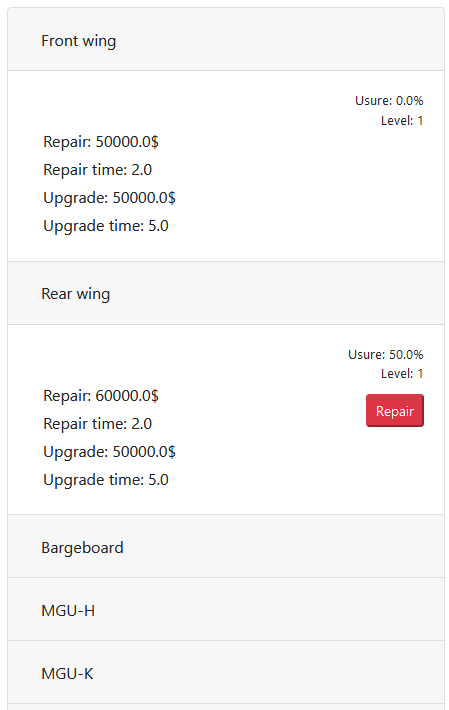 Front wing
Usure: 0.0%
Level: 1
Repair: 50000.0$
Repair time: 2.0
Upgrade: 50000.0$
Upgrade time: 5.0
Rear wing
Usure: 50.0%
Level: 1
Repair
Repair: 60000.0$
Repair time: 2.0
Upgrade: 50000.0$
Upgrade time: 5.0
Bargeboard
MGU-H
MGU-K